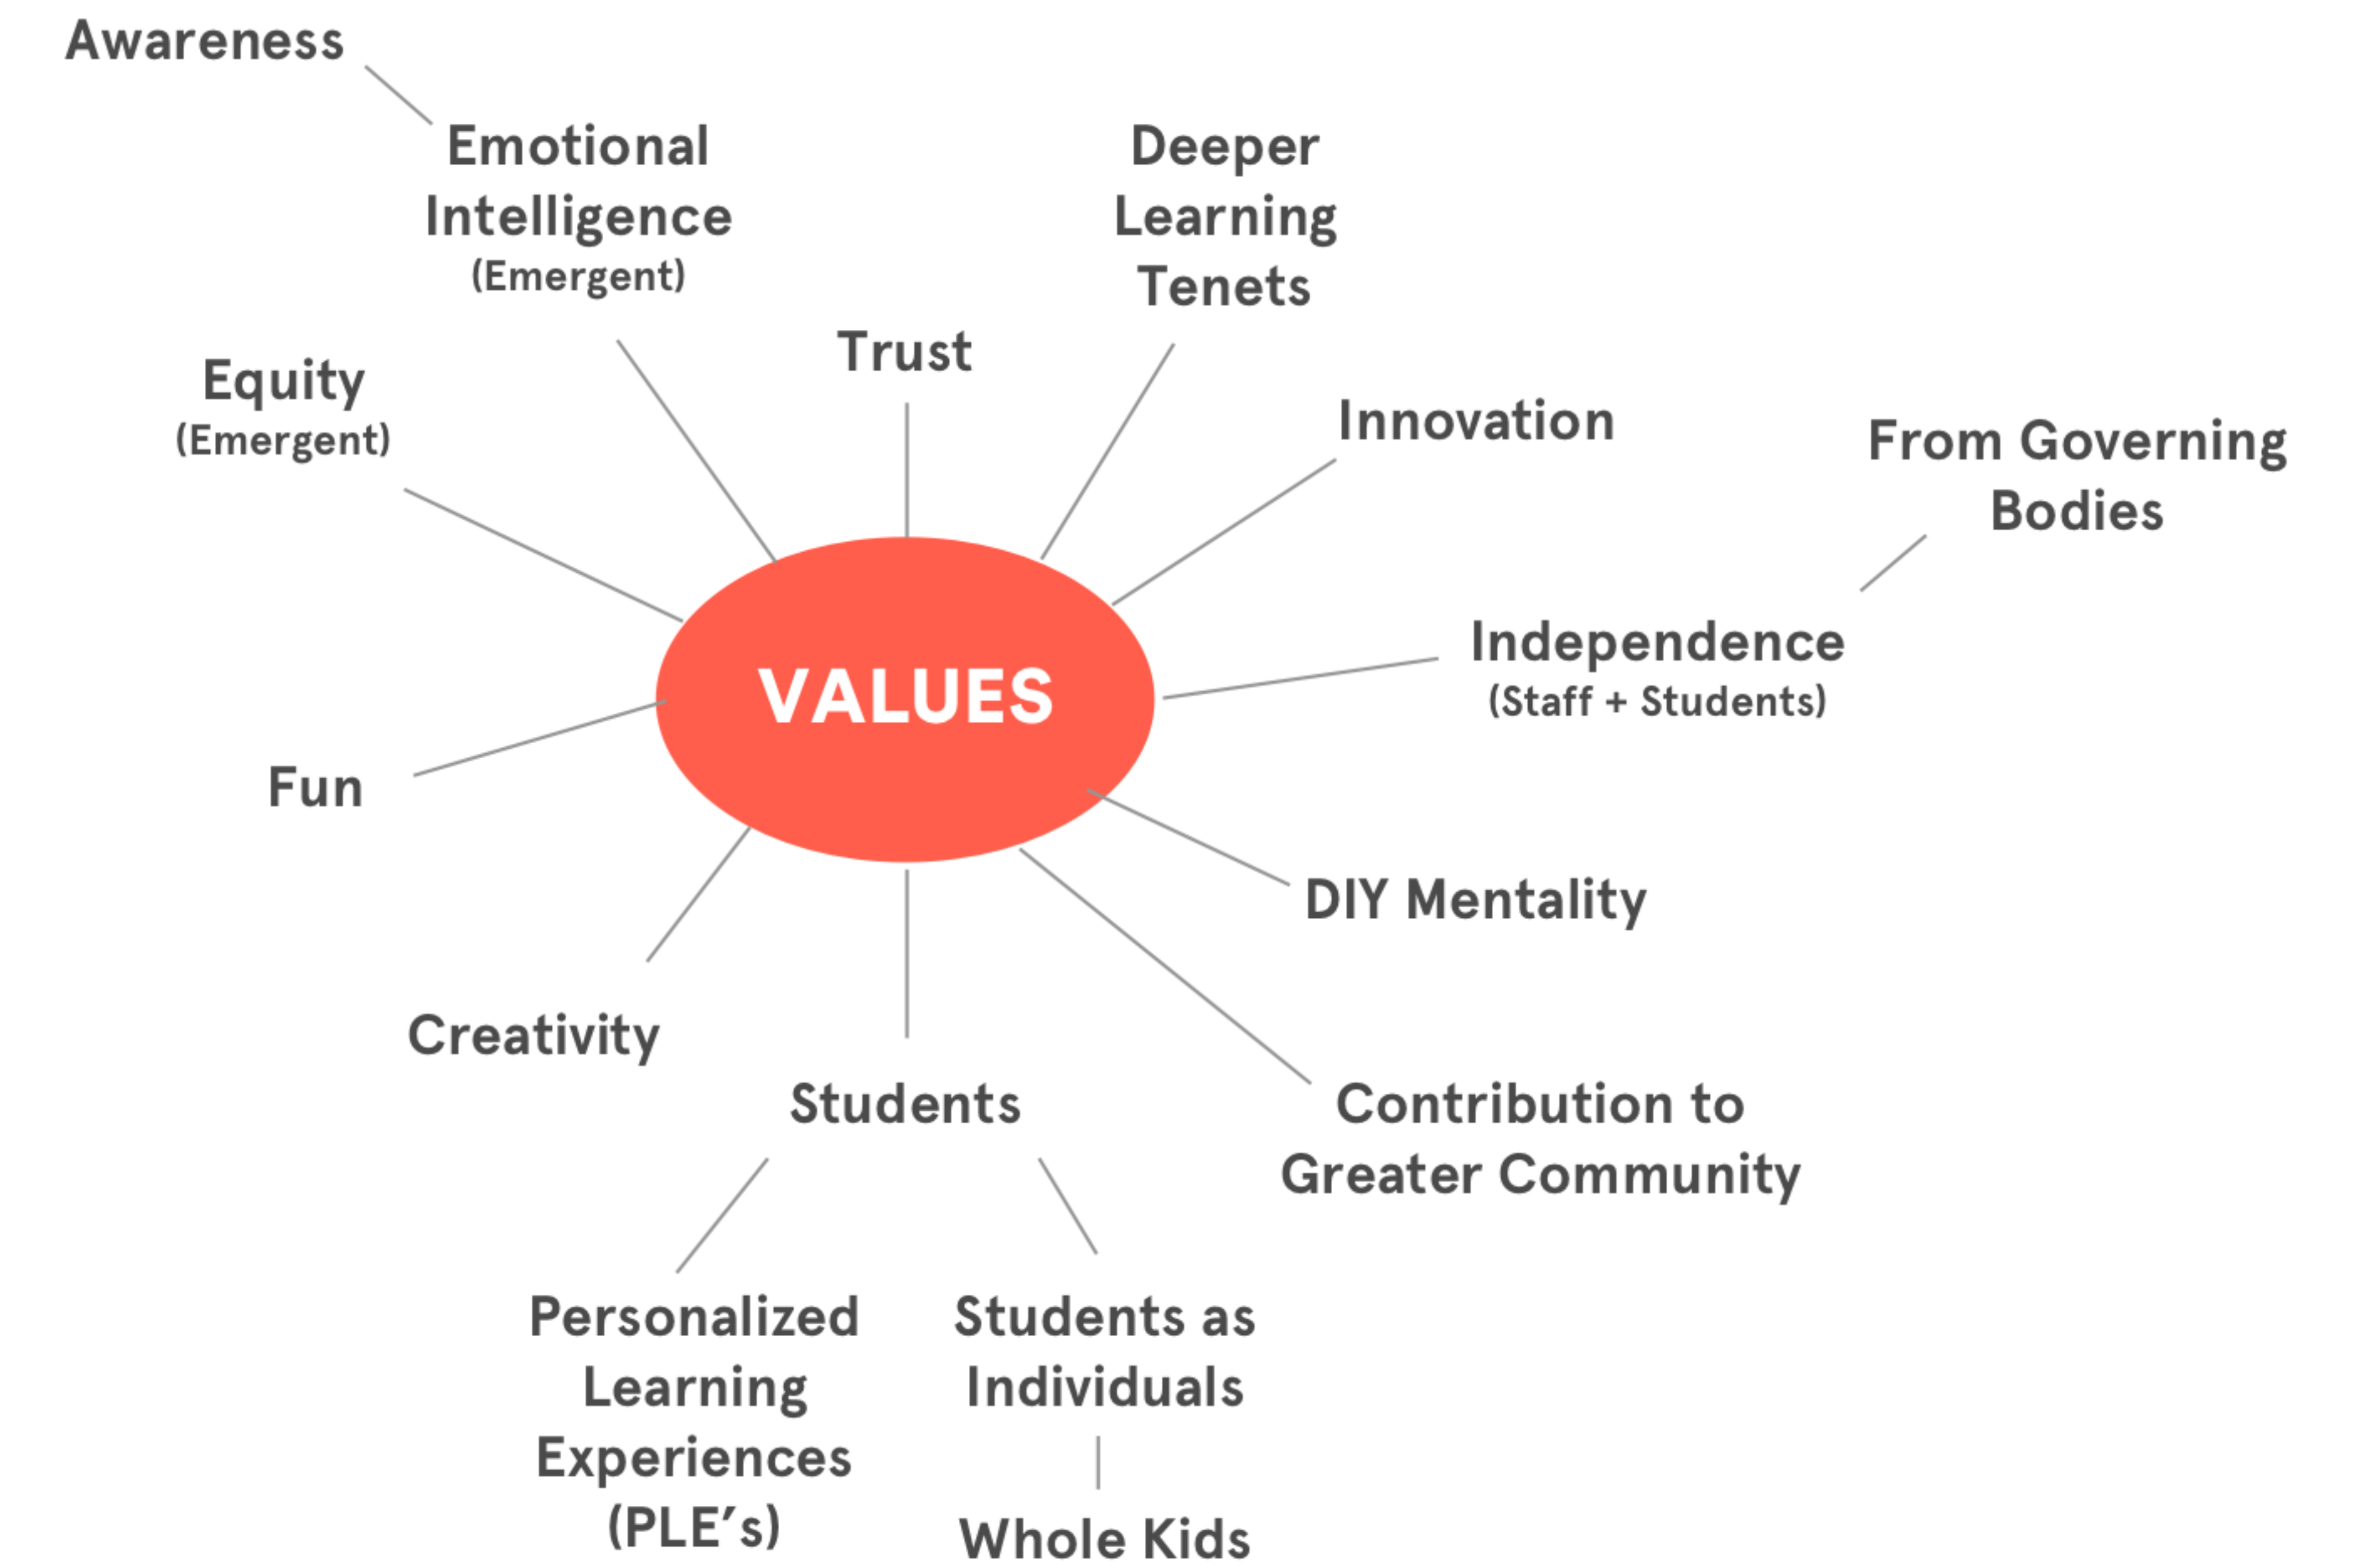 Awareness
Emotional
Intelligence
(Emergent)
Deeper
Learning
Tenets
Trust
Equity
(Emergent)
Innovation
From Governing
Bodies
Independence
(Staff + Students)
VALUES
Fun
DIY Mentality
Creativity
Students
Contribution to
Greater Community
Personalized
Learning
Experiences
(PLE’s)
Students as
Individuals
Whole Kids